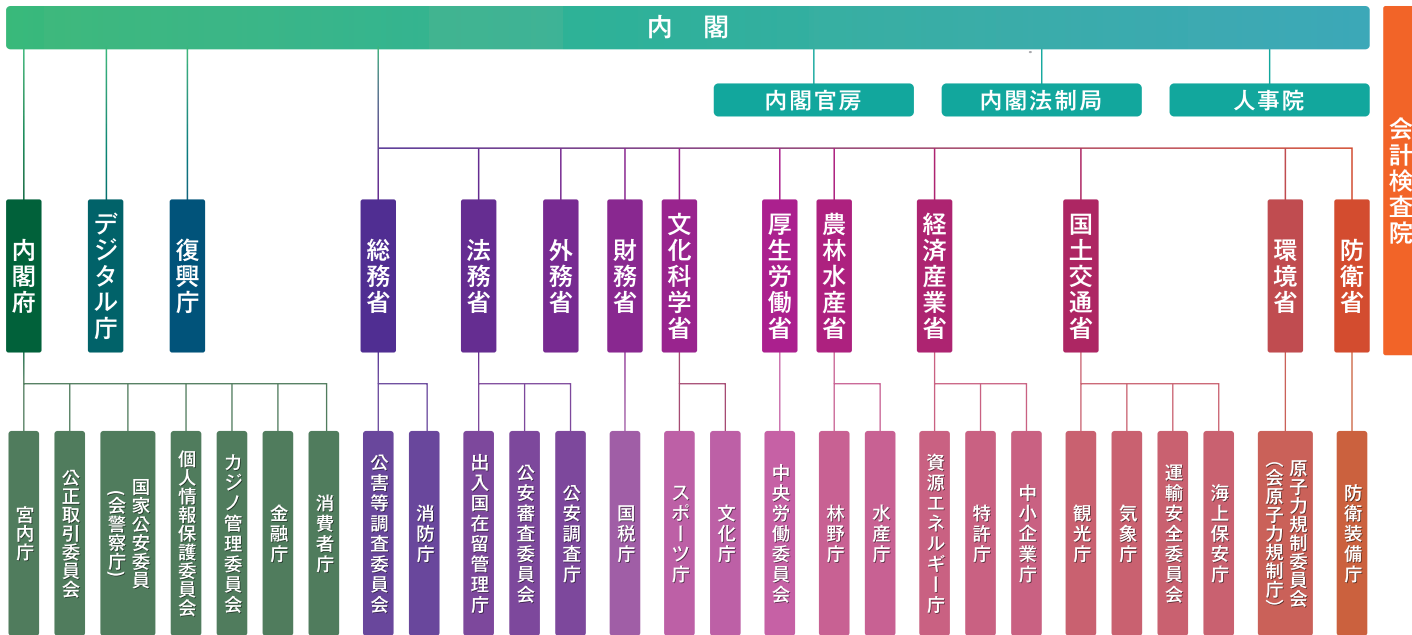 内閣
内閣官房
内閣法制局
人事院
会計検査院
内閣府
デジタル庁
復興庁
総務省
法務省
外務省
財務省
文化科学省
厚生労働省
農林水産省
経済産業省
国土交通省
環境省
防衛省
宮内庁
公正取引委員会
国家公安委員
(会警察庁)
個人情報保護委員会
カジノ管理委員会
金融庁
消費者庁
公害等調査委員会
消防庁
出入国在留管理庁
公安審査委員会
公安調査庁
国税庁
スポーツ庁
文化庁
中央労働委員会
林野庁
水産庁
資源エネルギー庁
特許庁
中小企業庁
観光庁
気象庁
運輸安全委員会
海上保安庁
原子力規制委員会
(会原子力規制庁)
防衛装備庁